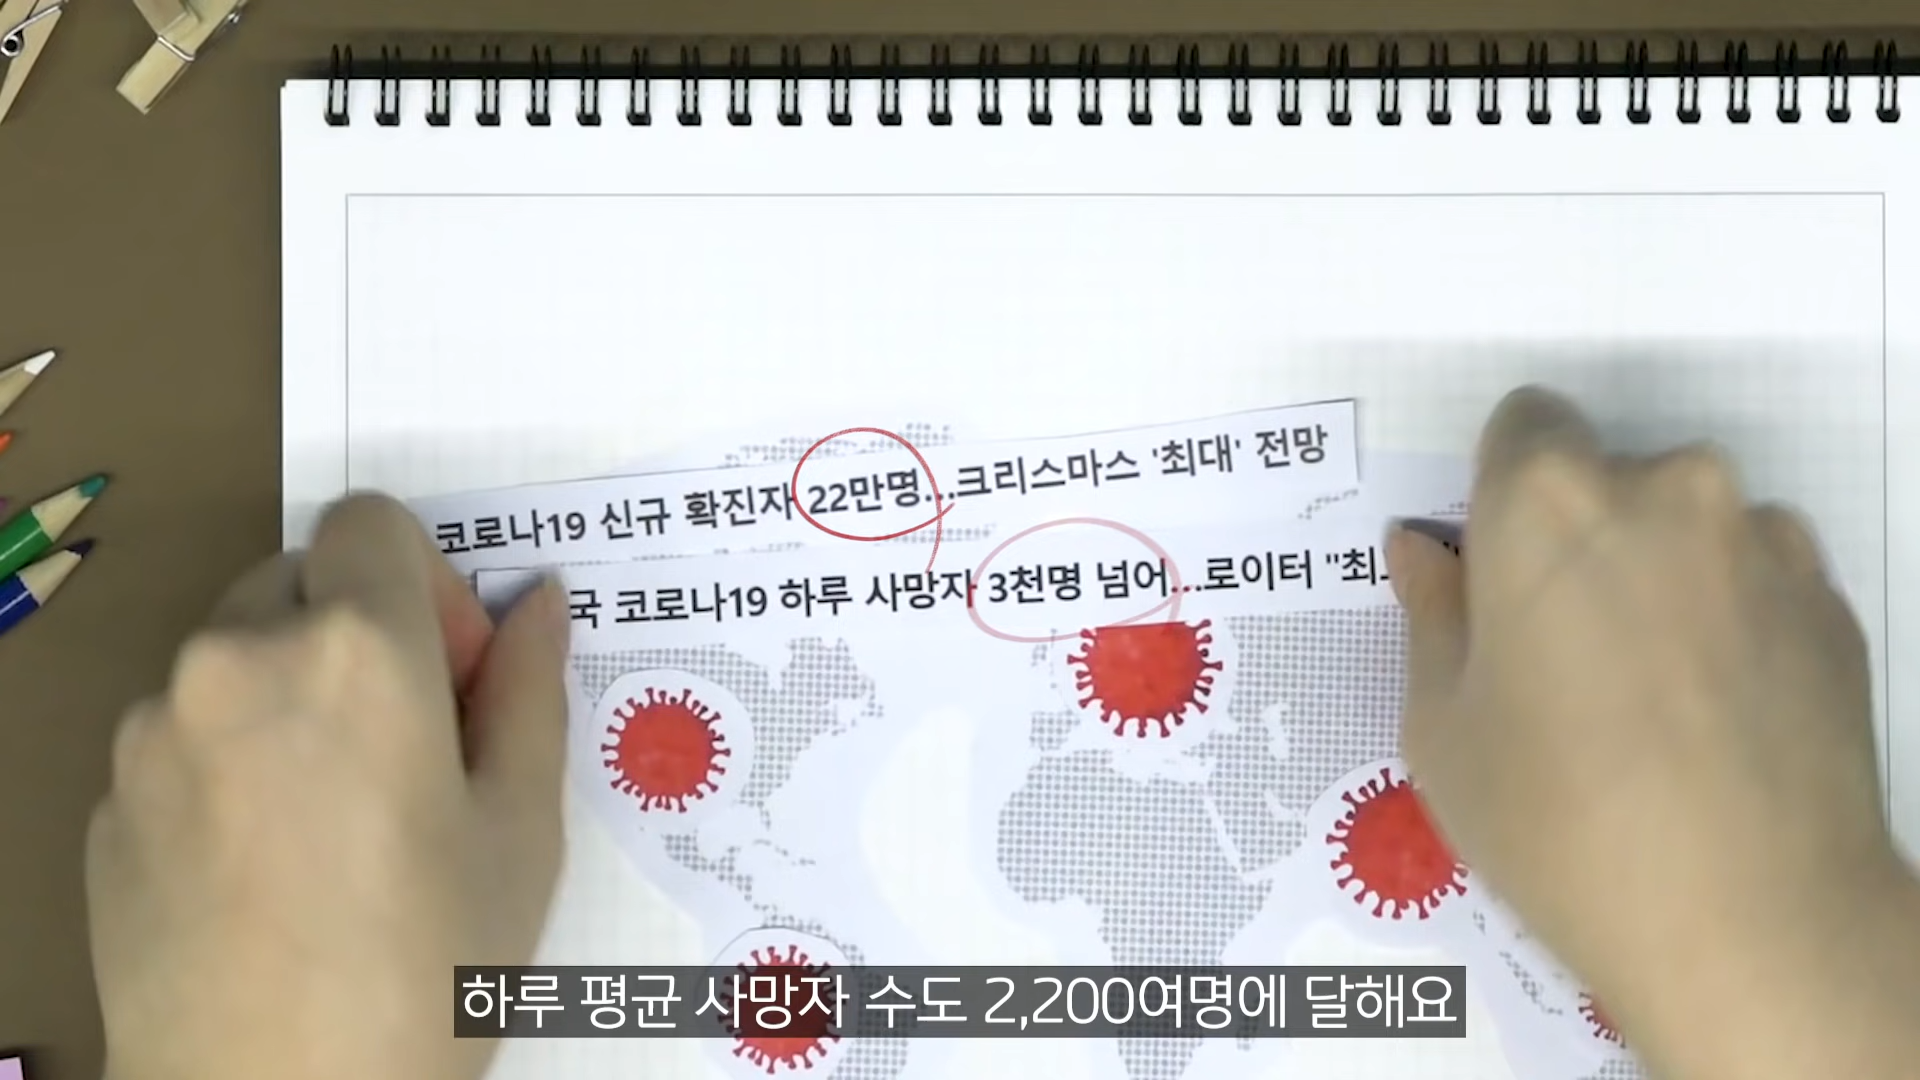 코로나19 신규 확진자 22만명...크리스마스 '최대' 전망
국 코로나19 하루 사망자 3천명 넘어...로이터
하루 평균 사망자 수도 2,200여명에 달해요